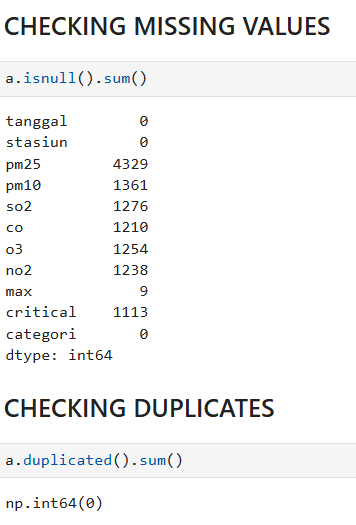 CHECKING MISSING VALUES
a.isnull().sum()
tanggal 0
stasiun 0
pm25 4329
pm10 1361
so2 1276
co 1210
o3 1254
no2 1238
max 9
critical 1113
categori 0
dtype: int64
CHECKING DUPLICATES
a.duplicated().sum()
np.int64(0)